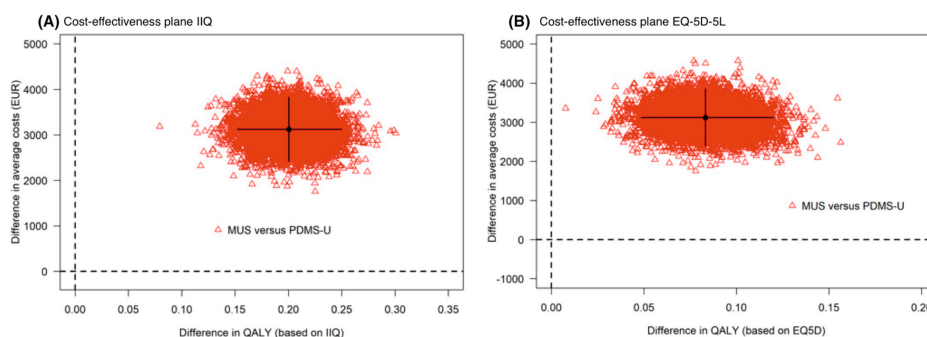 (A) Cost-effectiveness plane IIQ
5000
4000
3000
2000
1000
0
Difference in average costs (EUR)
MUS versus PDMS-U
0.00 0.05 0.10 0.15 0.20 0.25 0.30 0.35
Difference in QALY (based on IIQ)
(B) Cost-effectiveness plane EQ-5D-5L
5000
4000
3000
2000
1000
0
-1000
Difference in average costs (EUR)
MUS versus PDMS-U
0.00 0.05 0.10 0.15 0.20
Difference in QALY (based on EQ5D)